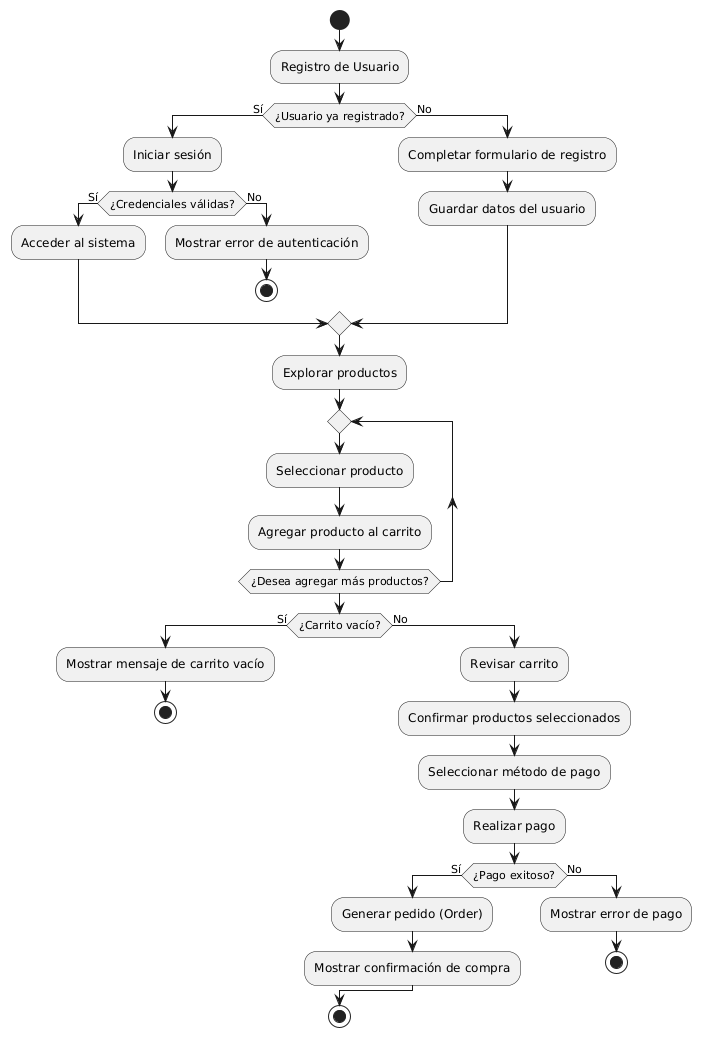 Registro de Usuario
Sí
¿Usuario ya registrado?
No
Iniciar sesión
Completar formulario de registro
Sí
¿Credenciales válidas?
No
Guardar datos del usuario
Acceder al sistema
Mostrar error de autenticación
Explorar productos
Seleccionar producto
Agregar producto al carrito
¿Desea agregar más productos?
Sí
¿Carrito vacío?
No
Mostrar mensaje de carrito vacío
Revisar carrito
Confirmar productos seleccionados
Seleccionar método de pago
Realizar pago
Sí
¿Pago exitoso?
No
Generar pedido (Order)
Mostrar error de pago
Mostrar confirmación de compra